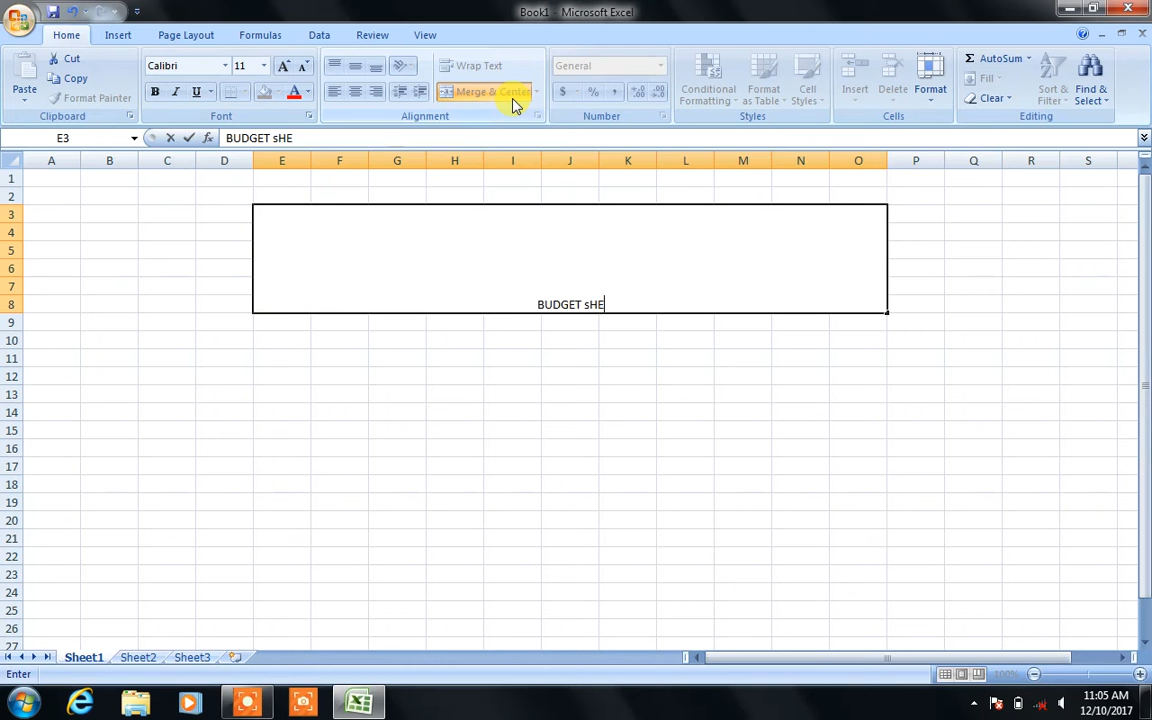 Book1 - Microsoft Excel
Home Insert Page Layout Formulas Data Review View
Paste
Cut
Copy
Format Painter
Clipboard
Calibri 11
B I U
Font
Wrap Text
Merge & Center
Alignment
General
$ % ,
Number
Conditional Formatting
Format as Table
Cell Styles
Styles
Insert Delete Format
Cells
AutoSum
Fill
Clear
Sort & Filter
Find & Select
Editing
E3 fx BUDGET sHE
A B C D E F G H I J K L M N O P Q R S
1
2
3
4
5
6
7
8 BUDGET sHE
9
10
11
12
13
14
15
16
17
18
19
20
21
22
23
24
25
26
27
Sheet1 Sheet2 Sheet3
Enter 100%
11:05 AM
12/10/2017